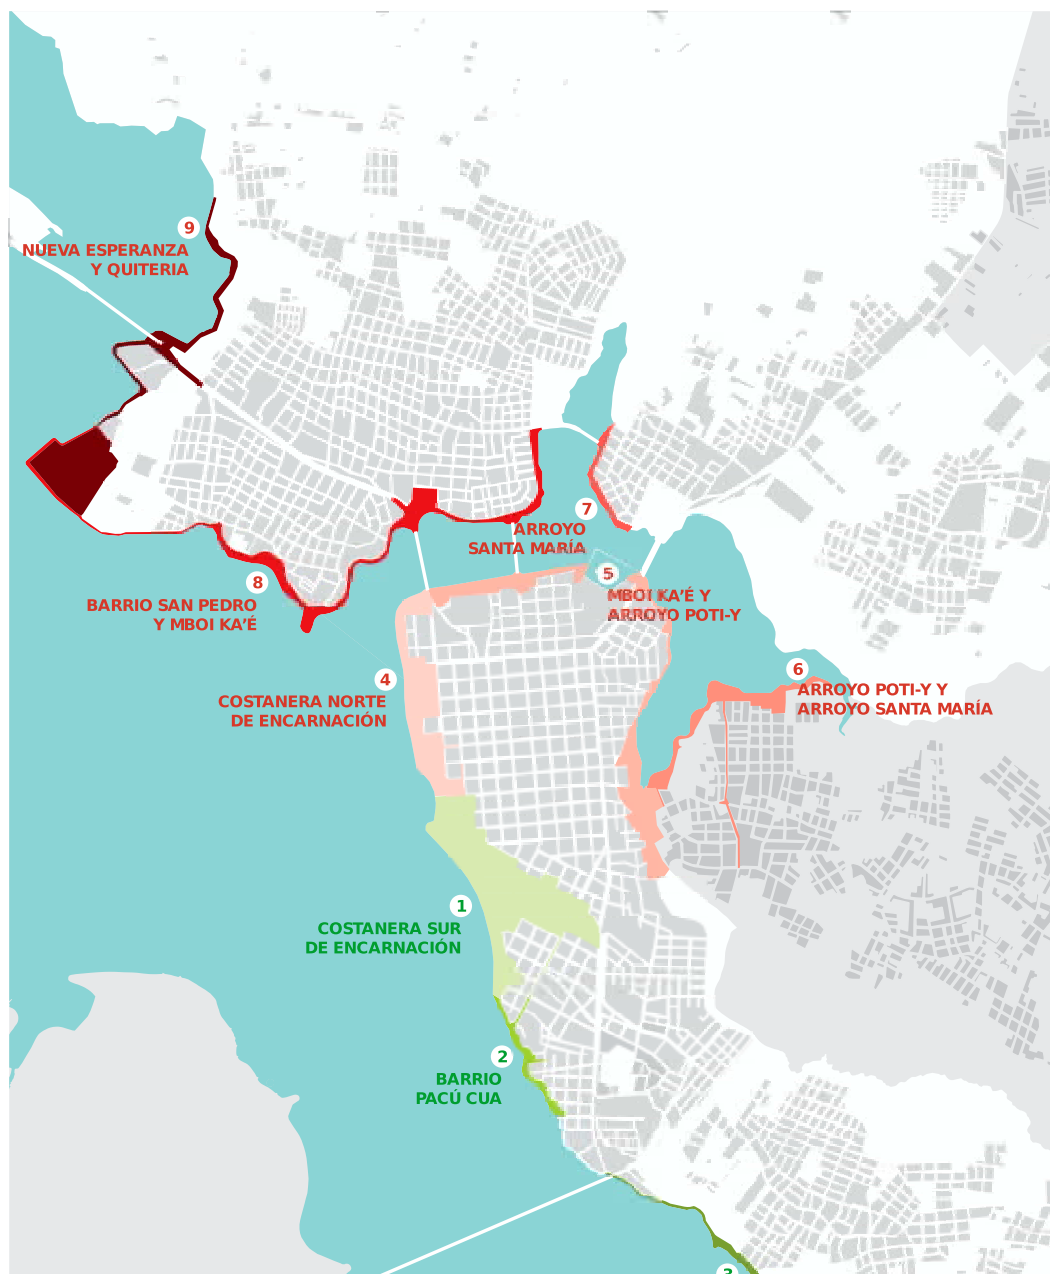 9
NUEVA ESPERANZA
Y QUITERIA
7
ARROYO
SANTA MARÍA
5
MBOI KA'É Y
ARROYO POTI-Y
8
BARRIO SAN PEDRO
Y MBOI KA'É
6
ARROYO POTI-Y Y
ARROYO SANTA MARÍA
4
COSTANERA NORTE
DE ENCARNACIÓN
1
COSTANERA SUR
DE ENCARNACIÓN
2
BARRIO
PACÚ CUA
3